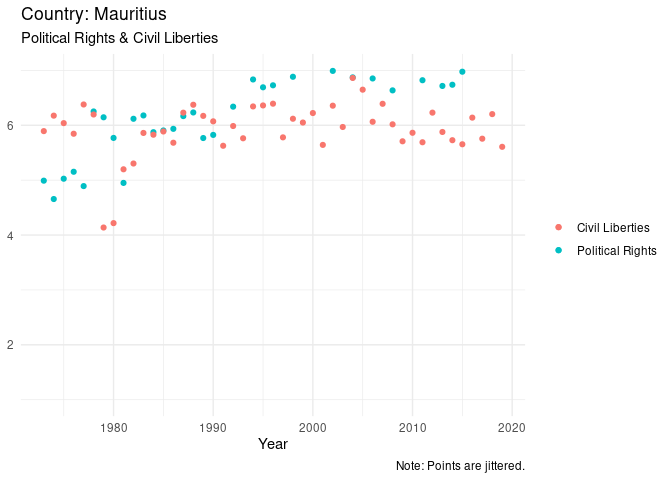 Country: Mauritius
Political Rights & Civil Liberties
6
4
2
Civil Liberties
Political Rights
1980 1990 2000 2010 2020
Year
Note: Points are jittered.